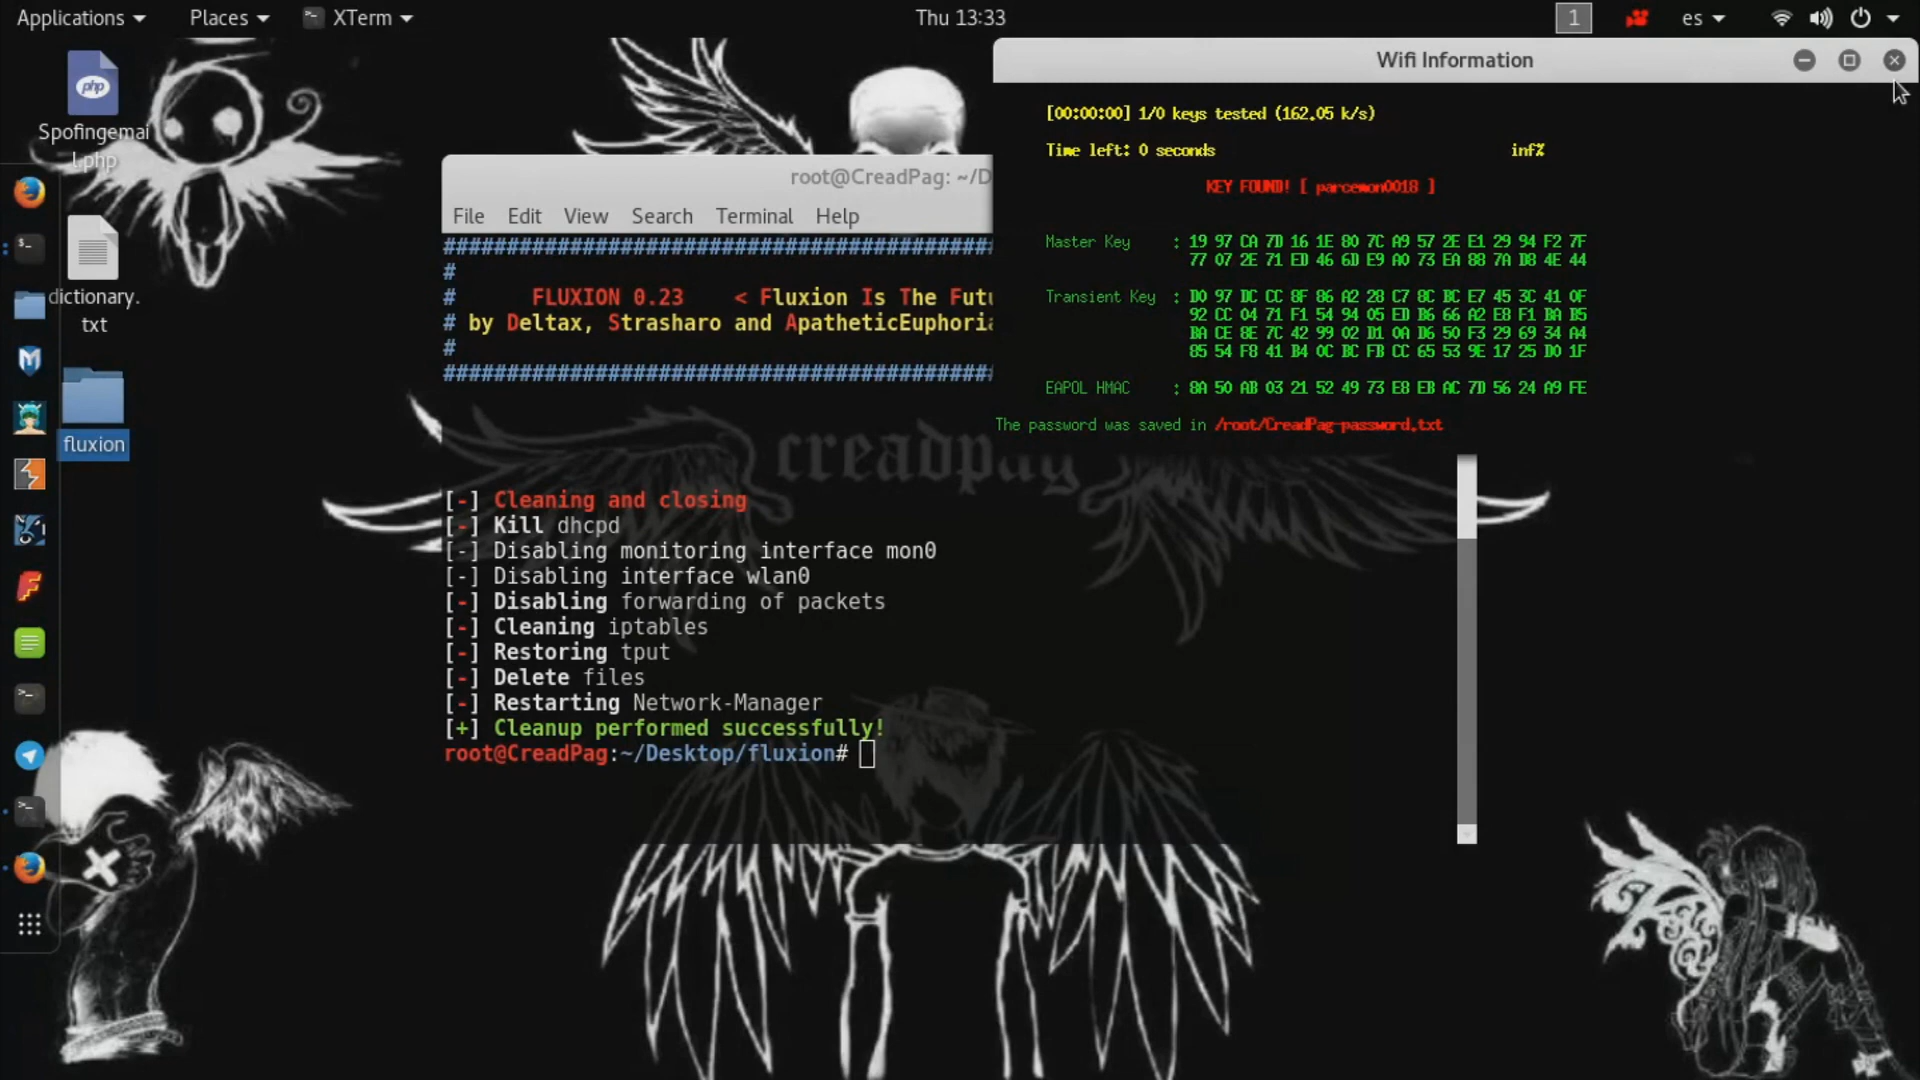 Applications Places XTerm Thu 13:33 1 es
Spofingemai
l.php
dictionary.
txt
fluxion
Wifi Information
[00:00:00] 1/0 keys tested (162.05 k/s)
Time left: 0 seconds inf%
KEY FOUND! [ parcemon0018 ]
Master Key : 19 97 CA 7D 16 1E 80 7C A9 57 2E E1 29 94 F2 7F
77 07 2E 71 ED 46 6D E9 A0 73 EA 88 7A D8 4E 44
Transient Key : D0 97 DC CC 8F 86 A2 28 C7 8C BC E7 45 3C 41 0F
92 CC 04 71 F1 54 94 05 ED B6 66 A2 E8 F1 BA B5
BA CE 8E 7C 42 99 02 D1 0A D6 50 F3 29 69 34 A4
85 54 F8 41 B4 0C BC FB CC 65 53 9E 17 25 D0 1F
EAPOL HMAC : 8A 50 AB 03 21 52 49 73 E8 EB AC 7D 56 24 A9 FE
The password was saved in /root/CreadPag-password.txt
root@CreadPag: ~/D
File Edit View Search Terminal Help
###########################################
#
# FLUXION 0.23 < Fluxion Is The Futu
# by Deltax, Strasharo and ApatheticEuphoria
#
###########################################
creadpag
[-] Cleaning and closing
[-] Kill dhcpd
[-] Disabling monitoring interface mon0
[-] Disabling interface wlan0
[-] Disabling forwarding of packets
[-] Cleaning iptables
[-] Restoring tput
[-] Delete files
[-] Restarting Network-Manager
[+] Cleanup performed successfully!
root@CreadPag:~/Desktop/fluxion#